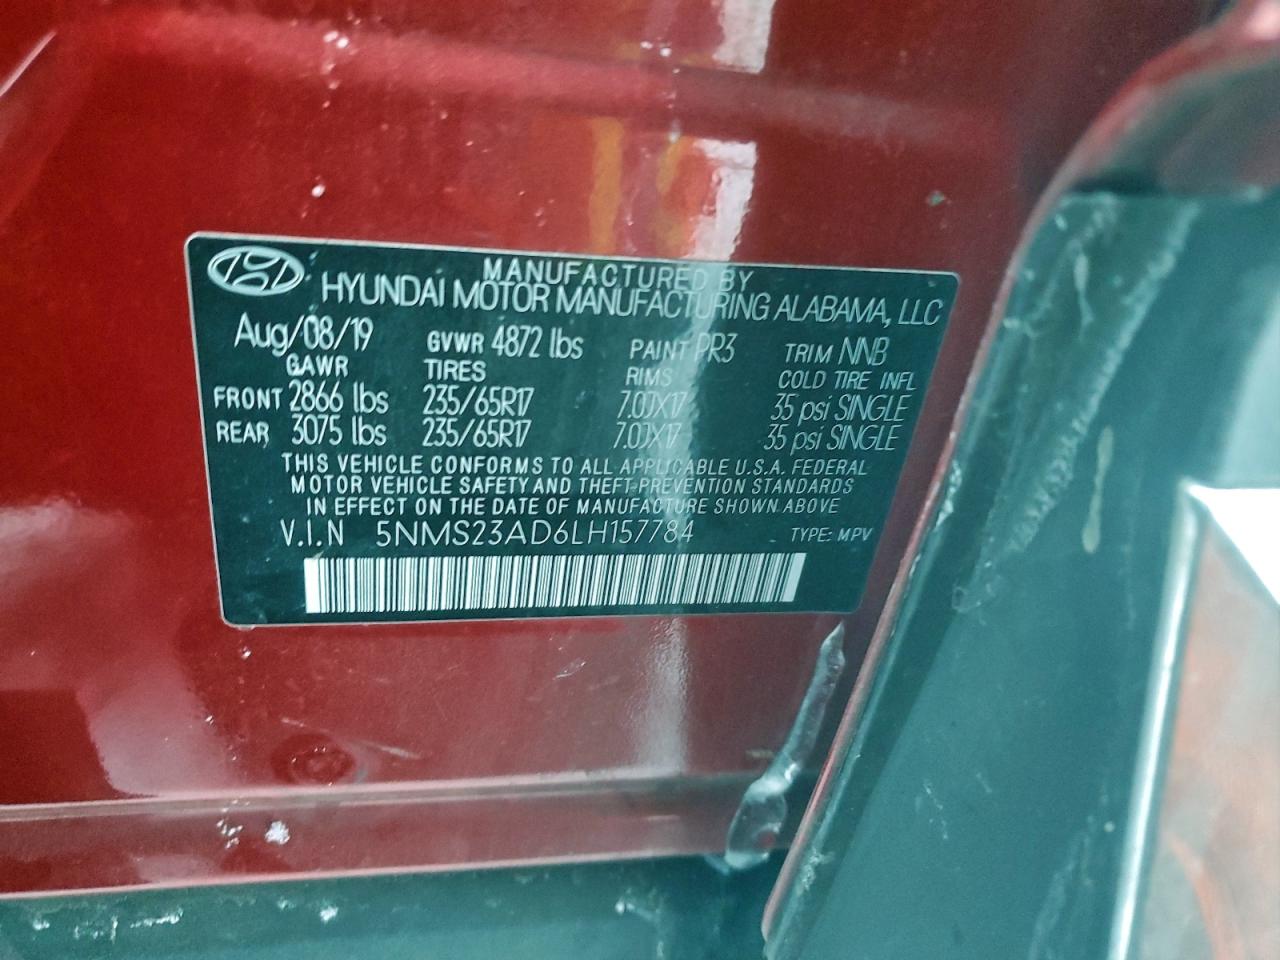 MANUFACTURED BY
HYUNDAI MOTOR MANUFACTURING ALABAMA, LLC
Aug/08/19 GVWR 4872 lbs PAINT PR3 TRIM NNB
GAWR TIRES RIMS COLD TIRE INFL
FRONT 2866 lbs 235/65R17 7.0JX17 35 psi SINGLE
REAR 3075 lbs 235/65R17 7.0JX17 35 psi SINGLE
THIS VEHICLE CONFORMS TO ALL APPLICABLE U.S.A. FEDERAL
MOTOR VEHICLE SAFETY AND THEFT PREVENTION STANDARDS
IN EFFECT ON THE DATE OF MANUFACTURE SHOWN ABOVE
V.I.N 5NMS23AD6LH157784 TYPE: MPV